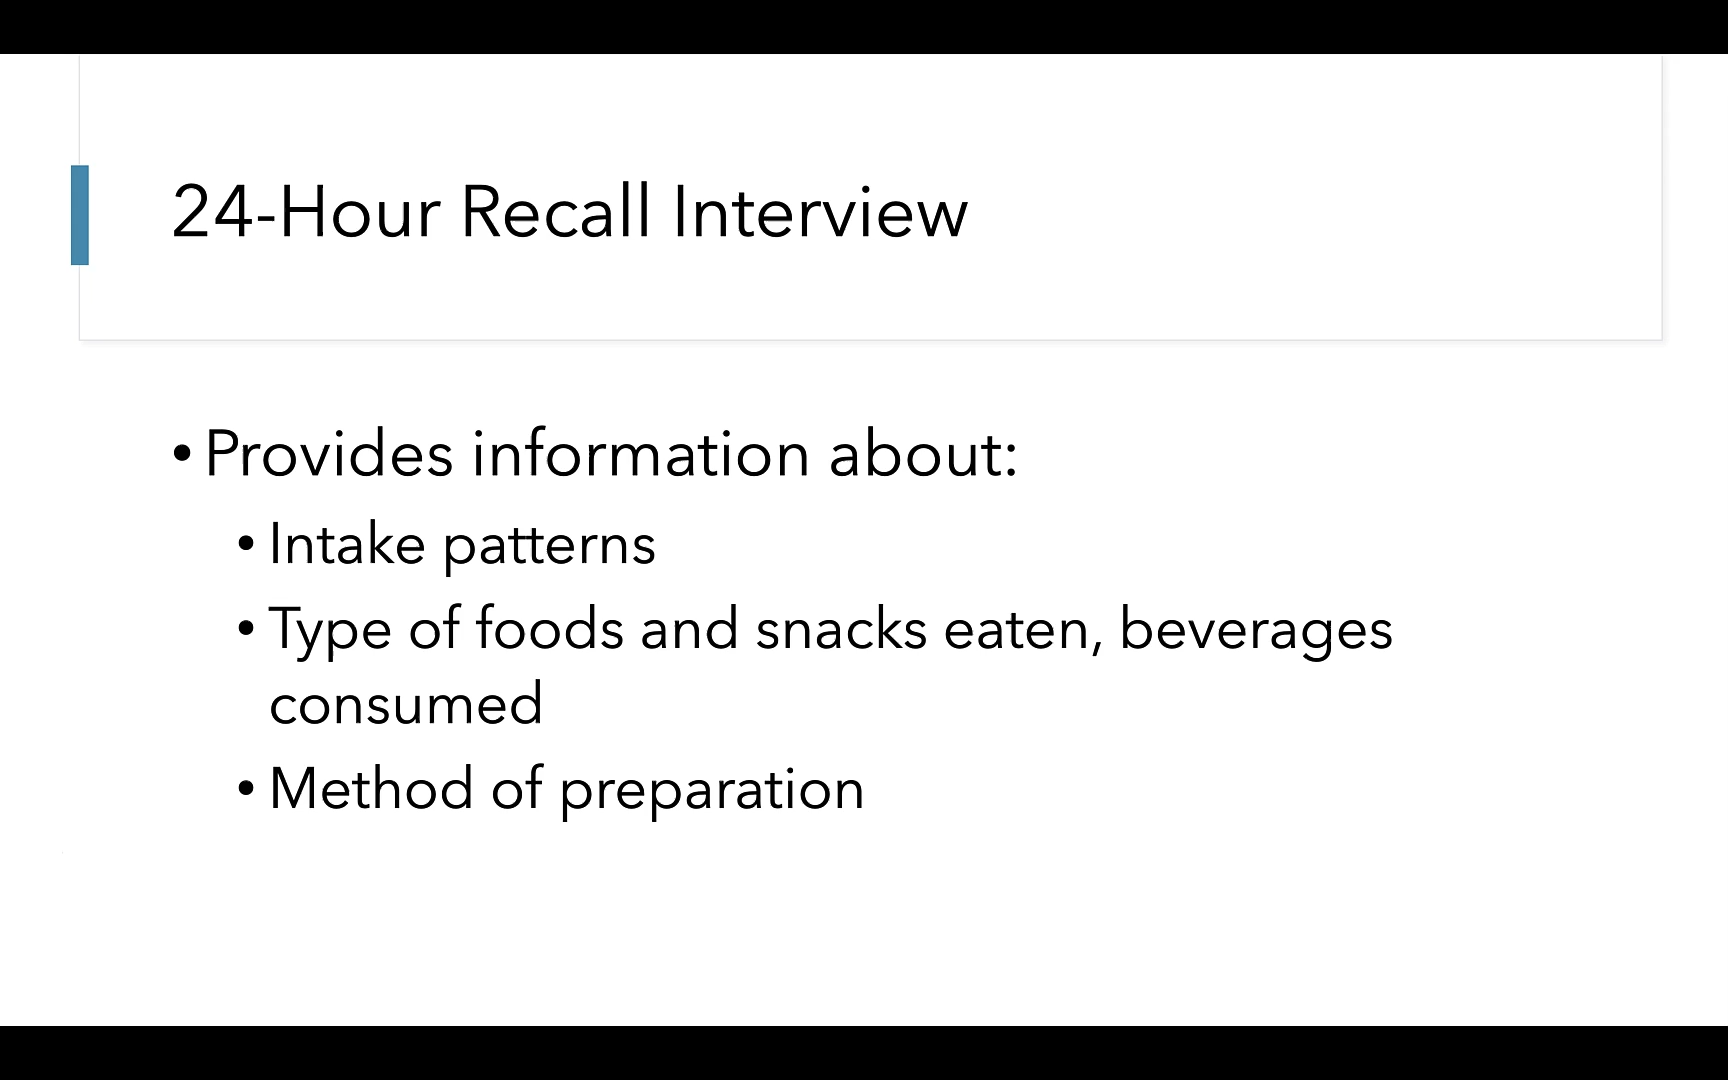 24-Hour Recall Interview
• Provides information about:
• Intake patterns
• Type of foods and snacks eaten, beverages
consumed
• Method of preparation